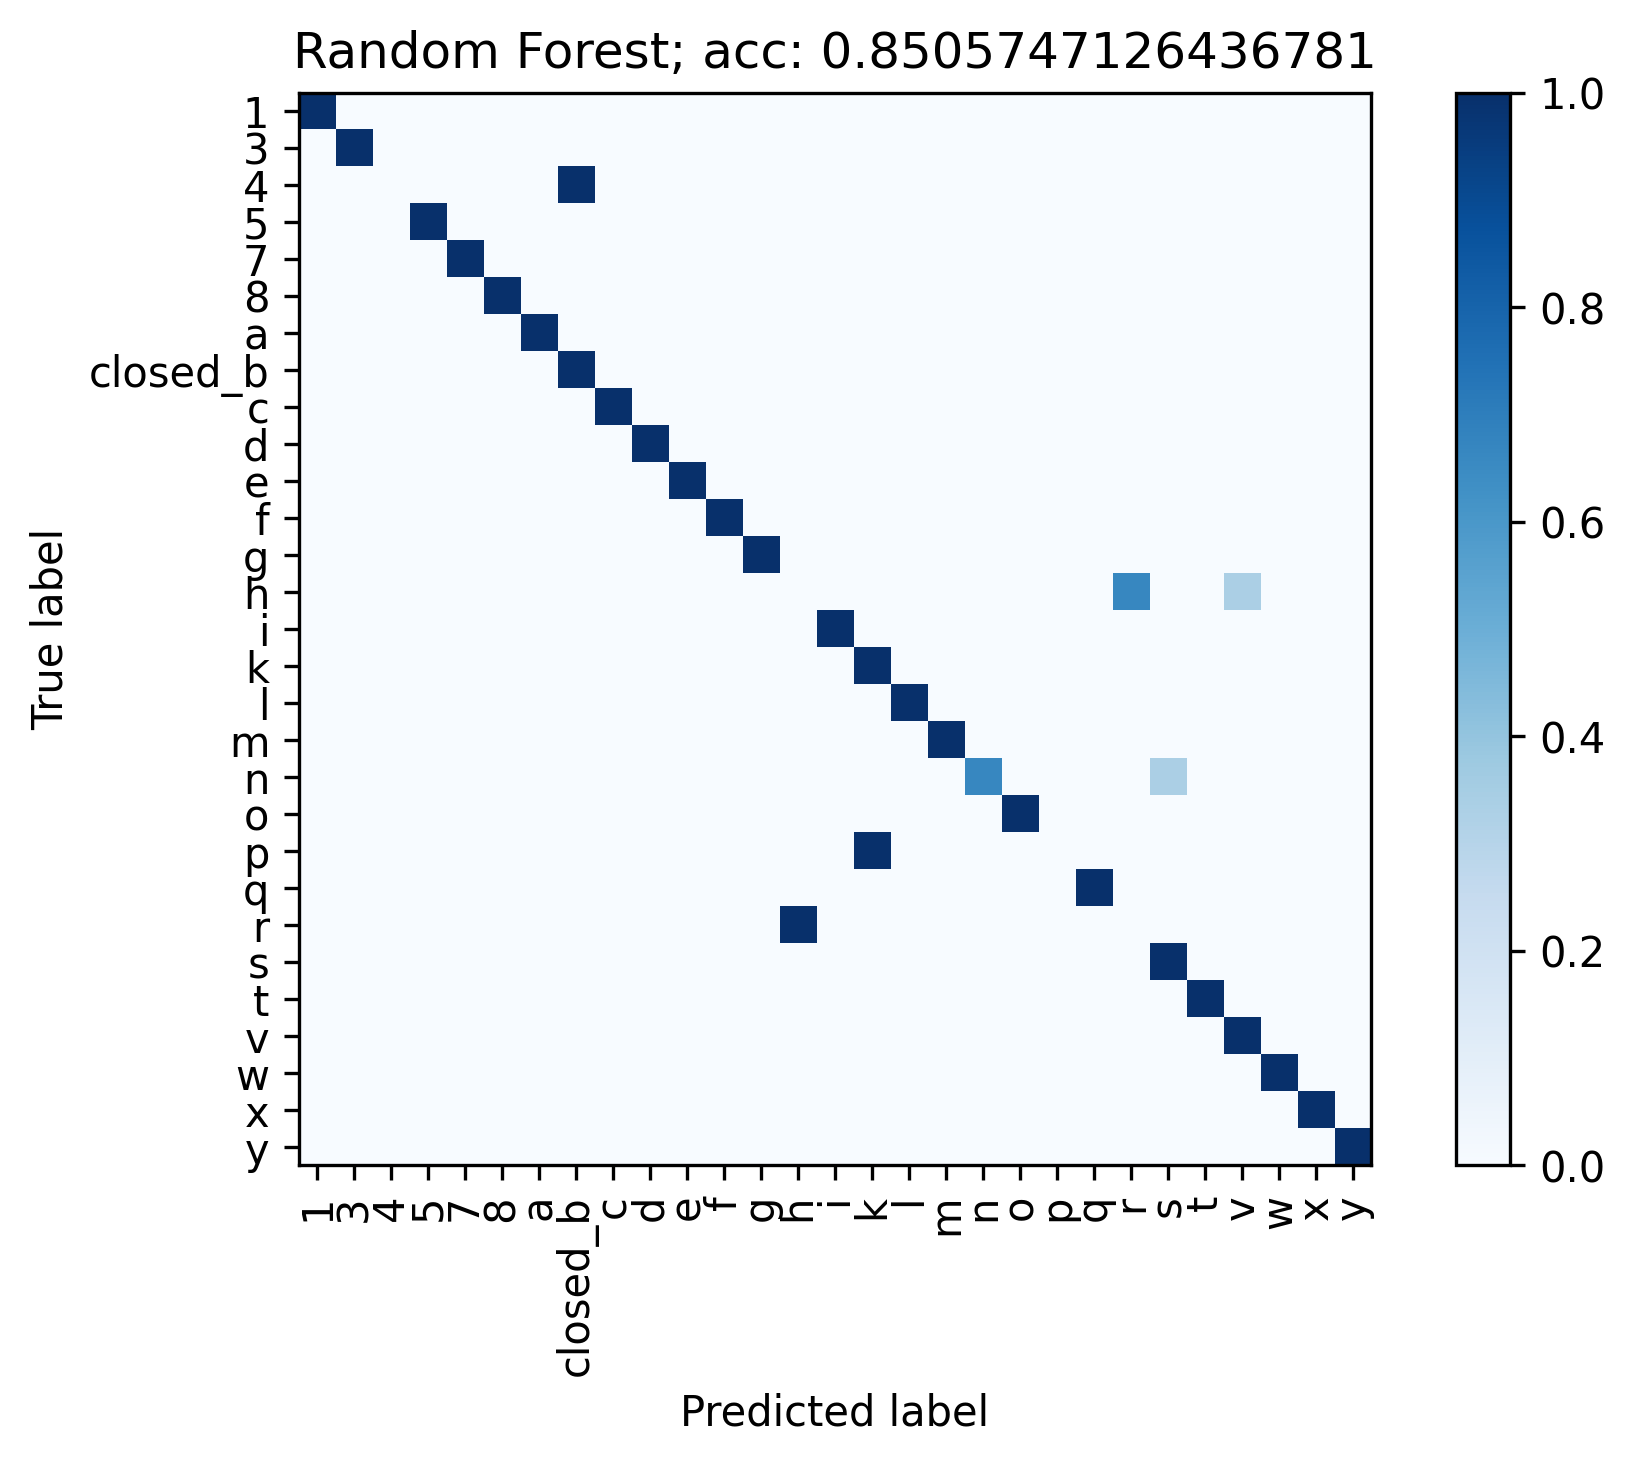 Random Forest; acc: 0.8505747126436781
True label
1
3
4
5
7
8
a
closed_b
c
d
e
f
g
h
i
k
l
m
n
o
p
q
r
s
t
v
w
x
y
1 3 4 5 7 8 a closed_b c d e f g h i k l m n o p q r s t v w x y
Predicted label
1.0
0.8
0.6
0.4
0.2
0.0